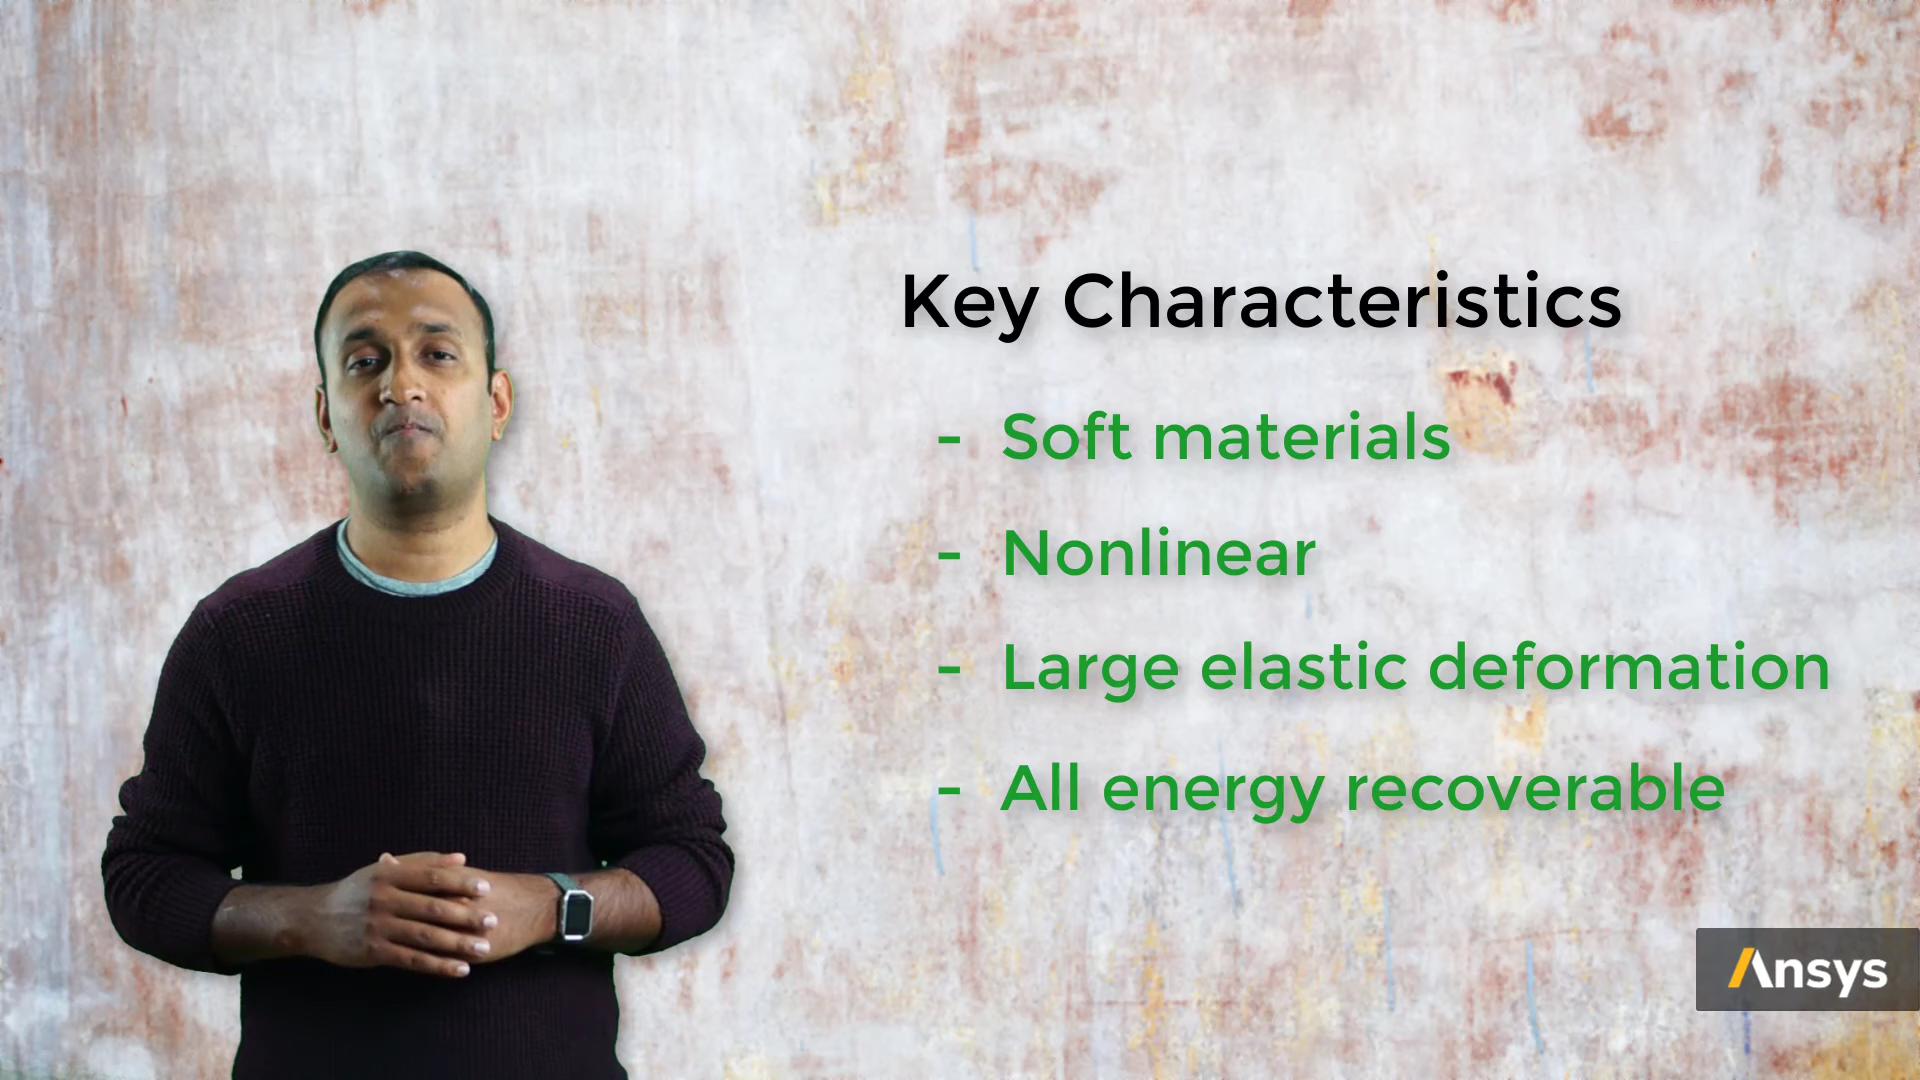 Key Characteristics
- Soft materials
- Nonlinear
- Large elastic deformation
- All energy recoverable
Ansys